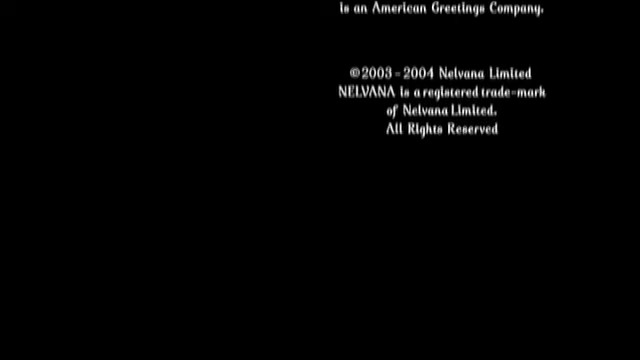 is an American Greetings Company.
©2003-2004 Nelvana Limited
NELVANA is a registered trade-mark
of Nelvana Limited.
All Rights Reserved